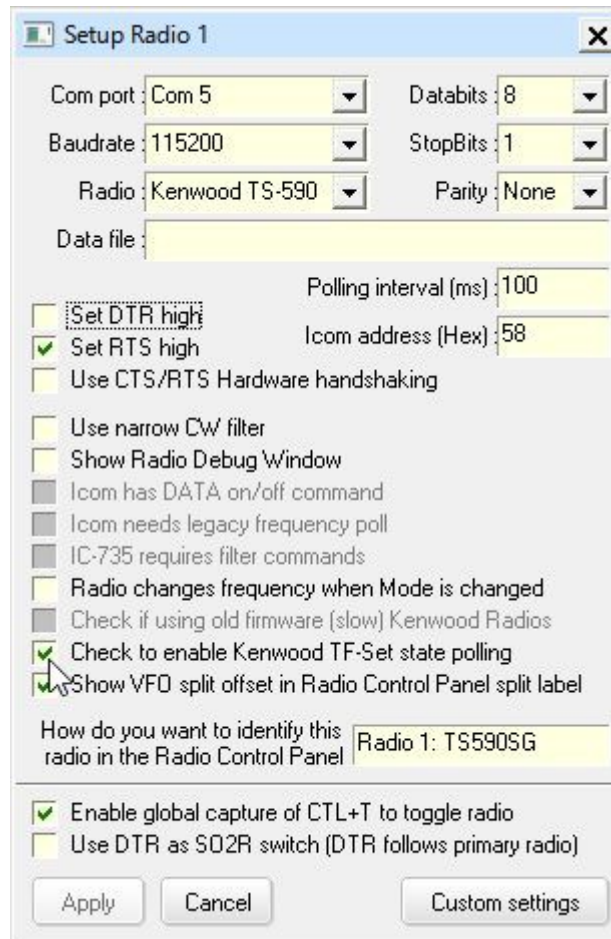 Setup Radio 1
Com port : Com 5 Databits : 8
Baudrate : 115200 StopBits : 1
Radio : Kenwood TS-590 Parity : None
Data file :
Polling interval (ms) : 100
Set DTR high
Icom address (Hex) : 58
Set RTS high
Use CTS/RTS Hardware handshaking
Use narrow CW filter
Show Radio Debug Window
Icom has DATA on/off command
Icom needs legacy frequency poll
IC-735 requires filter commands
Radio changes frequency when Mode is changed
Check if using old firmware (slow) Kenwood Radios
Check to enable Kenwood TF-Set state polling
Show VFO split offset in Radio Control Panel split label
How do you want to identify this
radio in the Radio Control Panel
Radio 1: TS590SG
Enable global capture of CTL+T to toggle radio
Use DTR as SO2R switch (DTR follows primary radio)
Apply Cancel Custom settings